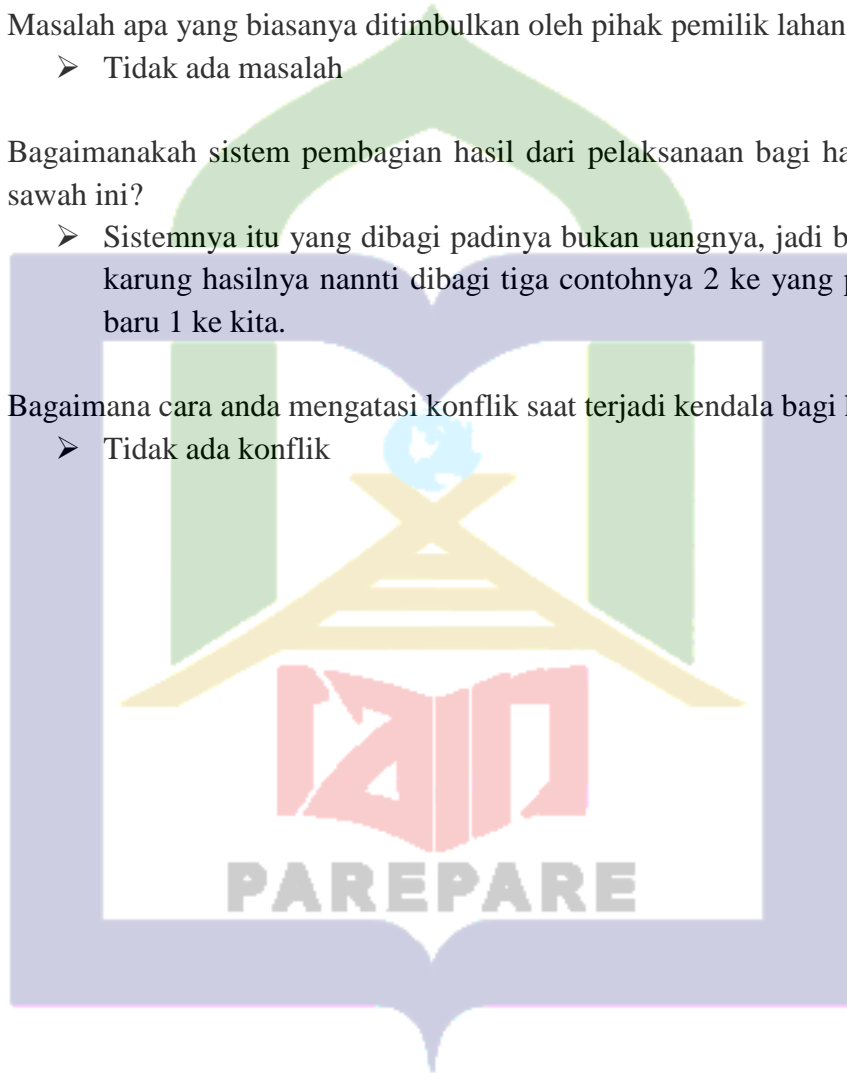 Masalah apa yang biasanya ditimbulkan oleh pihak pemilik lahan
➤ Tidak ada masalah
Bagaimanakah sistem pembagian hasil dari pelaksanaan bagi
sawah ini?
➤ Sistemnya itu yang dibagi padinya bukan uangnya, jadi
karung hasilnya nannti dibagi tiga contohnya 2 ke yang
baru 1 ke kita.
Bagaimana cara anda mengatasi konflik saat terjadi kendala bagi
➤ Tidak ada konflik
iain
PAREPARE